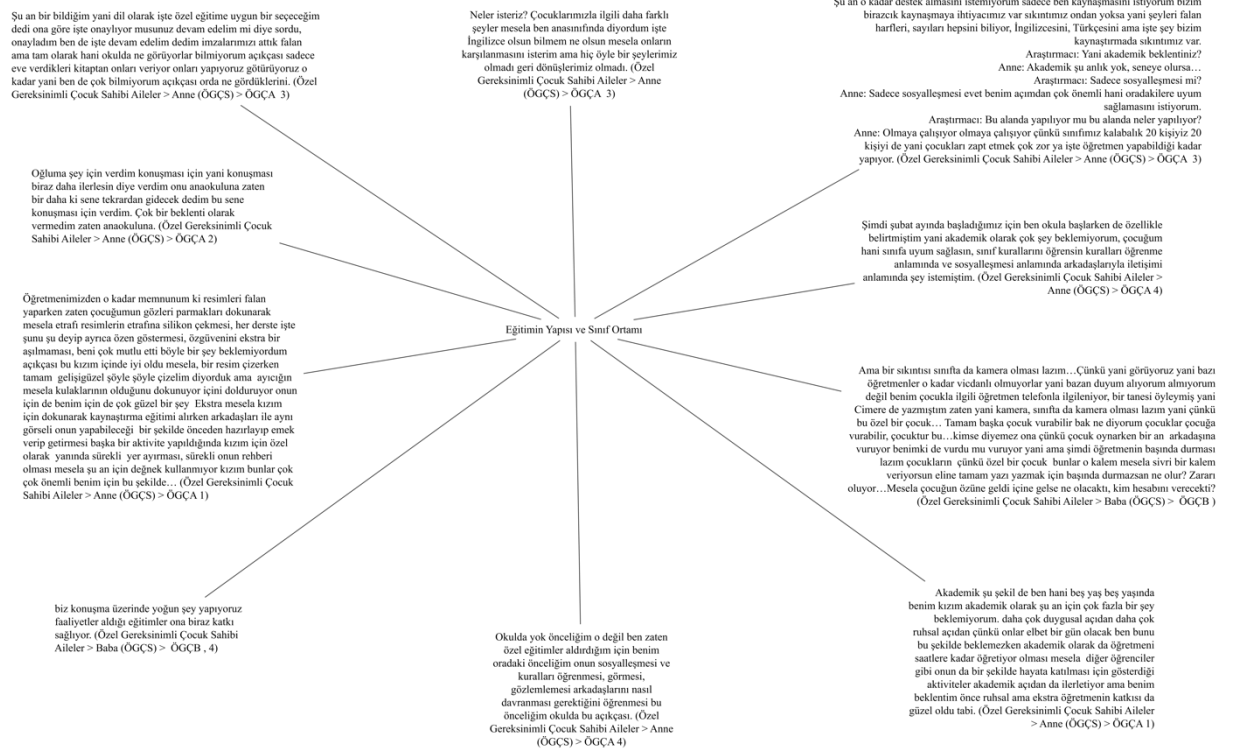 Şu an bir bildiğim yani dil olarak işte özel eğitime uygun bir seçeceğim
dedi ona göre işte onaylıyor musunuz devam edelim mi diye sordu,
onayladım ben de işte devam edelim dedim imzalarımızı attık falan
ama tam olarak hani okulda ne görüyorlar bilmiyorum açıkçası sadece
eve verdikleri kitaptan onları veriyor onları yapıyoruz götürüyoruz o
kadar yani ben de çok bilmiyorum açıkçası orda ne gördüklerini. (Özel
Gereksinimli Çocuk Sahibi Aileler > Anne (ÖGÇS) > ÖGÇA 3)
Neler isteriz? Çocuklarımızla ilgili daha farklı
şeyler mesela ben anasınıfında diyordum işte
İngilizce olsun bilmem ne olsun mesela onların
karşılanmasını isterim ama hiç öyle bir şeylerimiz
olmadı geri dönüşlerimiz olmadı. (Özel
Gereksinimli Çocuk Sahibi Aileler > Anne
(ÖGÇS) > ÖGÇA 3)
Şu an o kadar destek almasını istemiyorum sadece ben kaynaşmasını istiyorum bizim
birazcık kaynaşmaya ihtiyacımız var sıkıntımız ondan yoksa yani şeyleri falan
harfleri, sayıları hepsini biliyor, İngilizcesini, Türkçesini ama işte şey bizim
kaynaştırmada sıkıntımız var.
Araştırmacı: Yani akademik beklentiniz?
Anne: Akademik şu anlık yok, seneye olursa…
Araştırmacı: Sadece sosyalleşmesi mi?
Anne: Sadece sosyalleşmesi evet benim açımdan çok önemli hani oradakilere uyum
sağlamasını istiyorum.
Araştırmacı: Bu alanda yapılıyor mu bu alanda neler yapılıyor?
Anne: Olmaya çalışıyor olmaya çalışıyor çünkü sınıfımız kalabalık 20 kişiyiz 20
kişiyi de yani çocukları zapt etmek çok zor ya işte öğretmen yapabildiği kadar
yapıyor. (Özel Gereksinimli Çocuk Sahibi Aileler > Anne (ÖGÇS) > ÖGÇA 3)
Oğluma şey için verdim konuşması için yani konuşması
biraz daha ilerlesin diye verdim onu anaokuluna zaten
bir daha ki sene tekrardan gidecek dedim bu sene
konuşması için verdim. Çok bir beklenti olarak
vermedim zaten anaokuluna. (Özel Gereksinimli Çocuk
Sahibi Aileler > Anne (ÖGÇS) > ÖGÇA 2)
Şimdi şubat ayında başladığımız için ben okula başlarken de özellikle
belirtmiştim yani akademik olarak çok şey beklemiyorum, çocuğum
hani sınıfa uyum sağlasın, sınıf kurallarını öğrensin kuralları öğrenme
anlamında ve sosyalleşmesi anlamında arkadaşlarıyla iletişimi
anlamında şey istemiştim. (Özel Gereksinimli Çocuk Sahibi Aileler >
Anne (ÖGÇS) > ÖGÇA 4)
Öğretmenimizden o kadar memnunum ki resimleri falan
yaparken zaten çocuğumun gözleri parmakları dokunarak
mesela etrafı resimlerin etrafına silikon çekmesi, her derste işte
şunu şu deyip ayrıca özen göstermesi, özgüvenini ekstra bir
aşılmaması, beni çok mutlu etti böyle bir şey beklemiyordum
açıkçası bu kızım içinde iyi oldu mesela, bir resim çizerken
tamam gelişigüzel şöyle şöyle çizelim diyorduk ama ayıcığın
mesela kulaklarının olduğunu dokunuyor içini dolduruyor onun
için de benim için de çok güzel bir şey Ekstra mesela kızım
için dokunarak kaynaştırma eğitimi alırken arkadaşları ile aynı
görseli onun yapabileceği bir şekilde önceden hazırlayıp emek
verip getirmesi başka bir aktivite yapıldığında kızım için özel
olarak yanında sürekli yer ayırması, sürekli onun rehberi
olması mesela şu an için değnek kullanmıyor kızım bunlar çok
çok önemli benim için bu şekilde… (Özel Gereksinimli Çocuk
Sahibi Aileler > Anne (ÖGÇS) > ÖGÇA 1)
Eğitimin Yapısı ve Sınıf Ortamı
Ama bir sıkıntısı sınıfta da kamera olması lazım…Çünkü yani görüyoruz yani bazı
öğretmenler o kadar vicdanlı olmuyorlar yani bazan duyum alıyorum almıyorum
değil benim çocukla ilgili öğretmen telefonla ilgileniyor, bir tanesi öyleymiş yani
Cimere de yazmıştım zaten yani kamera, sınıfta da kamera olması lazım yani çünkü
bu özel bir çocuk… Tamam başka çocuk vurabilir bak ne diyorum çocuklar çocuğa
vurabilir, çocuktur bu…kimse diyemez ona çünkü çocuk oynarken bir an arkadaşına
vuruyor benimki de vurdu mu vuruyor yani ama şimdi öğretmenin başında durması
lazım çocukların çünkü özel bir çocuk bunlar o kalem mesela sivri bir kalem
veriyorsun eline tamam yazı yazmak için başında durmazsan ne olur? Zararı
oluyor…Mesela çocuğun özüne geldi içine gelse ne olacaktı, kim hesabını verecekti?
(Özel Gereksinimli Çocuk Sahibi Aileler > Baba (ÖGÇS) > ÖGÇB )
biz konuşma üzerinde yoğun şey yapıyoruz
faaliyetler aldığı eğitimler ona biraz katkı
sağlıyor. (Özel Gereksinimli Çocuk Sahibi
Aileler > Baba (ÖGÇS) > ÖGÇB , 4)
Okulda yok önceliğim o değil ben zaten
özel eğitimler aldırdığım için benim
oradaki önceliğim onun sosyalleşmesi ve
kuralları öğrenmesi, görmesi,
gözlemlemesi arkadaşlarını nasıl
davranması gerektiğini öğrenmesi bu
önceliğim okulda bu açıkçası. (Özel
Gereksinimli Çocuk Sahibi Aileler > Anne
(ÖGÇS) > ÖGÇA 4)
Akademik şu şekil de ben hani beş yaş beş yaşında
benim kızım akademik olarak şu an için çok fazla bir şey
beklemiyorum. daha çok duygusal açıdan daha çok
ruhsal açıdan çünkü onlar elbet bir gün olacak ben bunu
bu şekilde beklemezken akademik olarak da öğretmeni
saatlere kadar öğretiyor olması mesela diğer öğrenciler
gibi onun da bir şekilde hayata katılması için gösterdiği
aktiviteler akademik açıdan da ilerletiyor ama benim
beklentim önce ruhsal ama ekstra öğretmenin katkısı da
güzel oldu tabi. (Özel Gereksinimli Çocuk Sahibi Aileler
> Anne (ÖGÇS) > ÖGÇA 1)